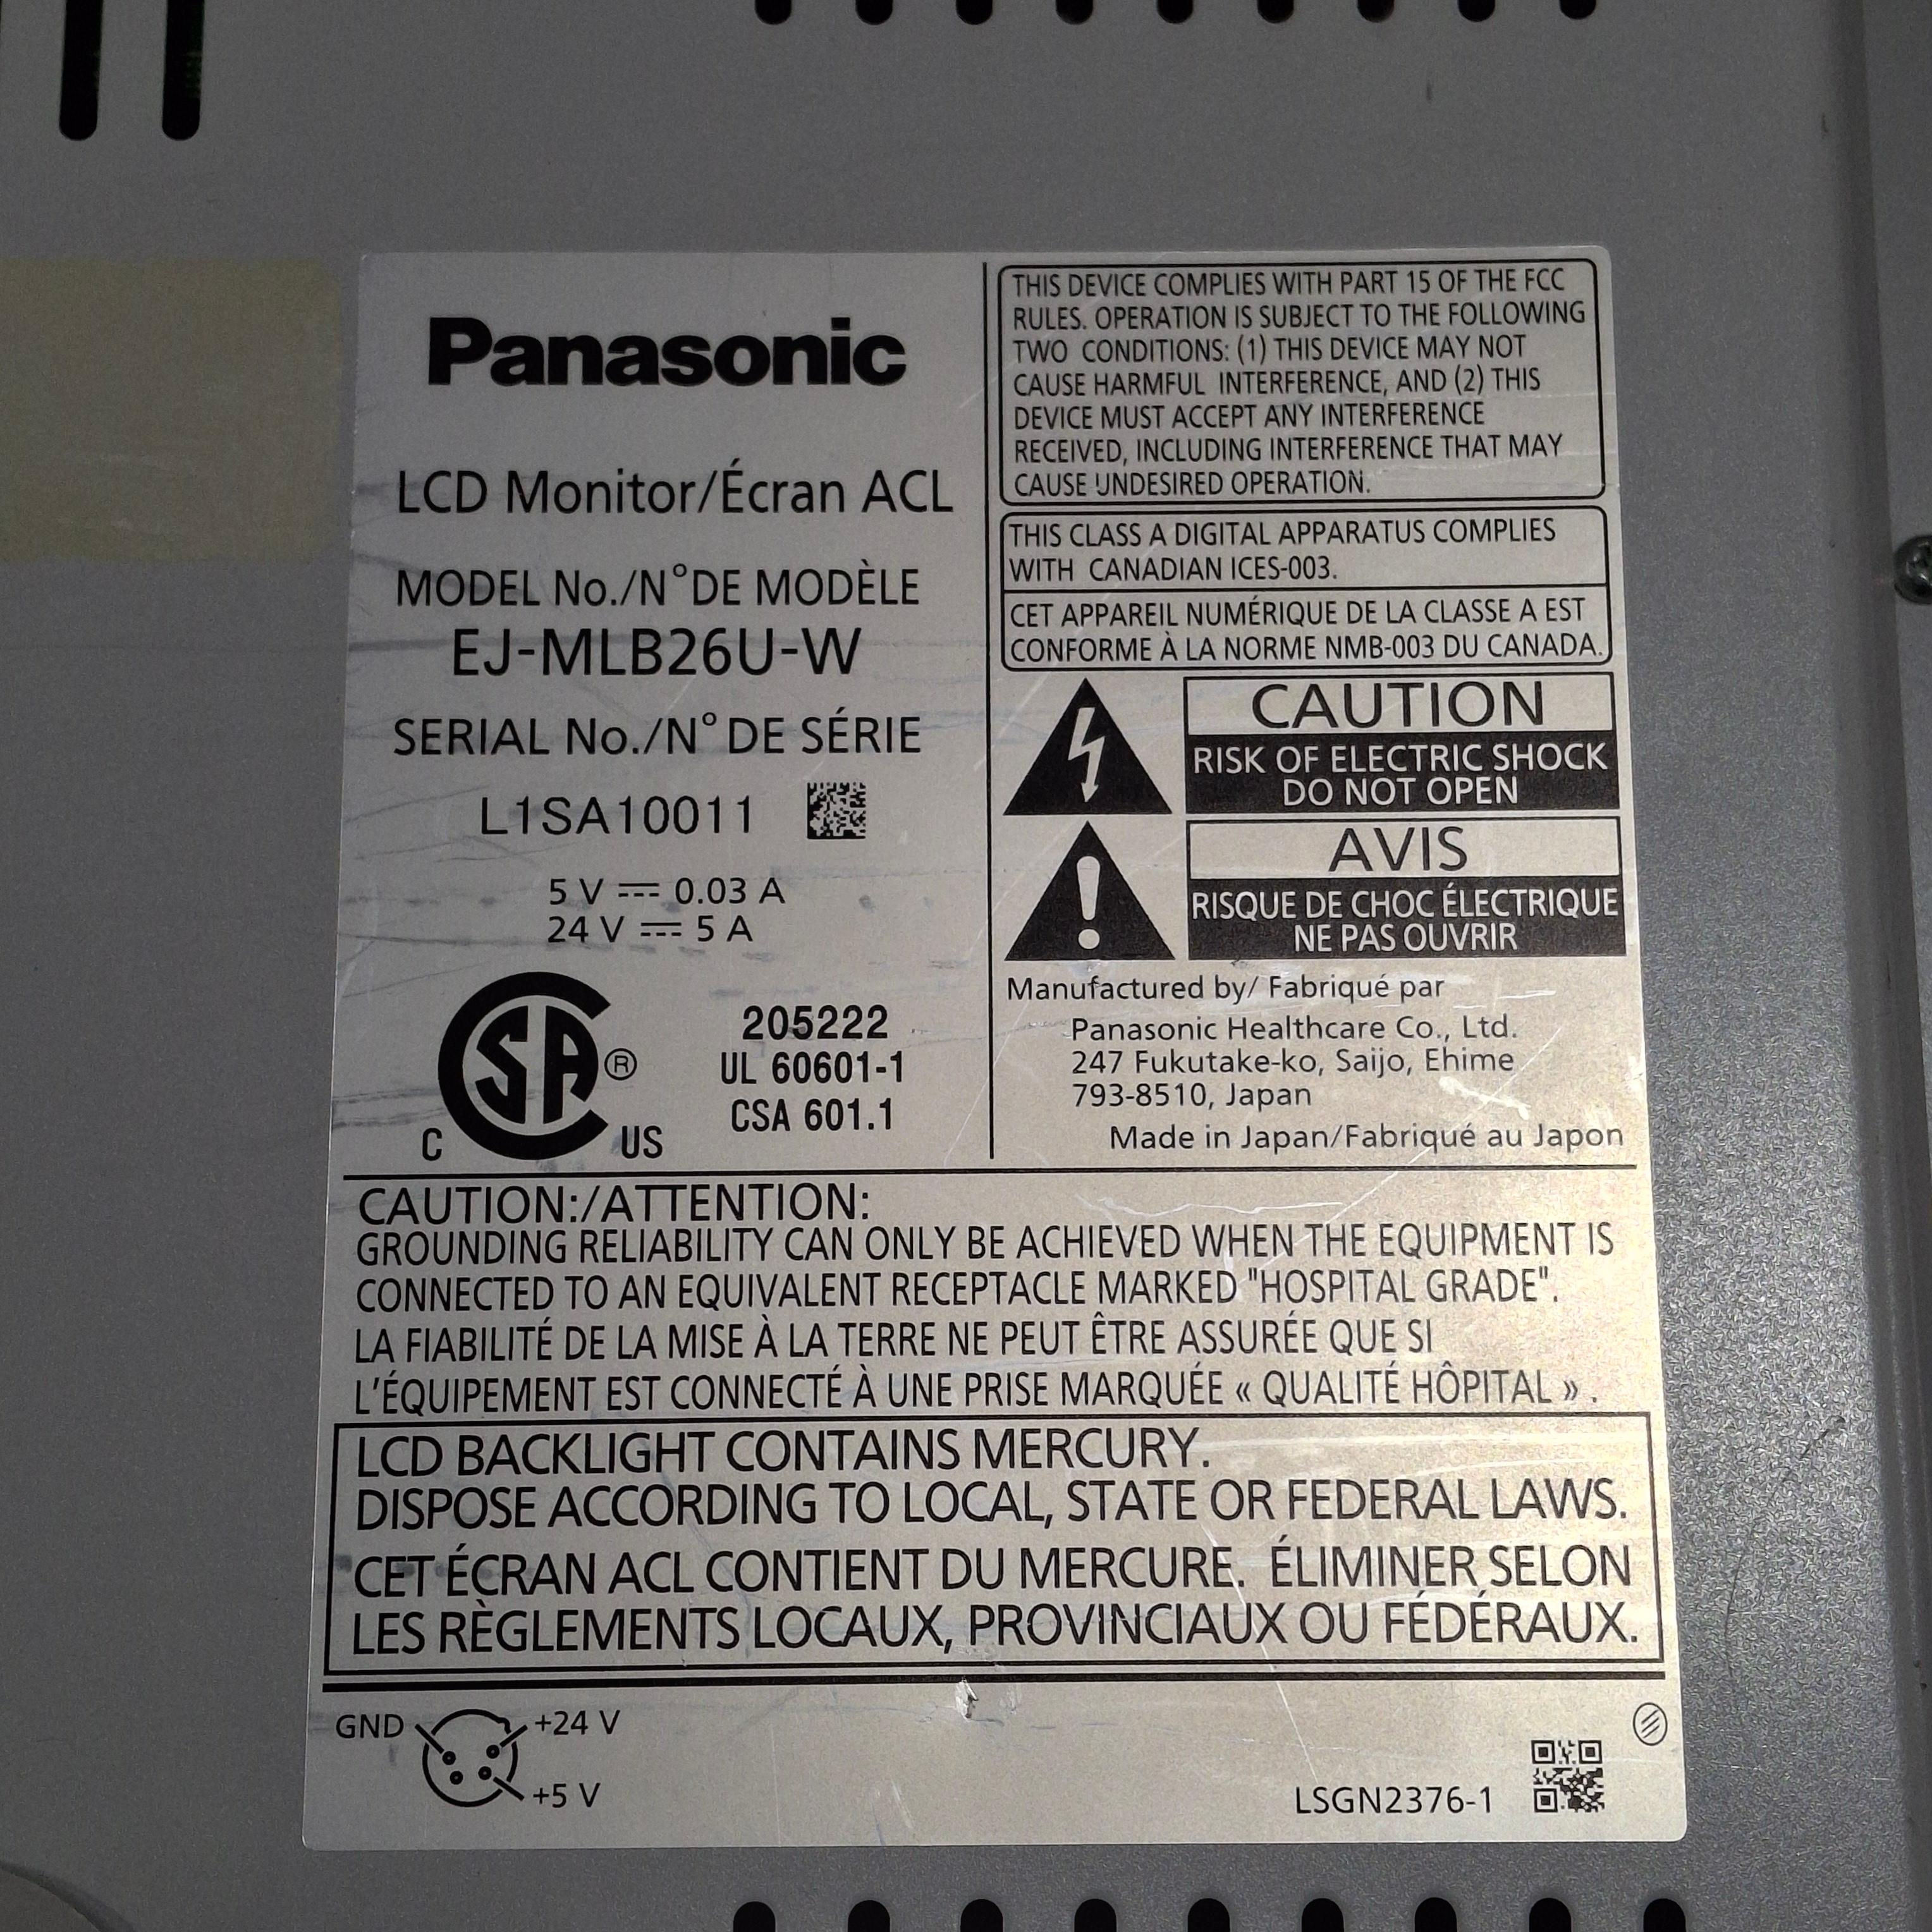 Panasonic
LCD Monitor/Écran ACL
MODEL No./N° DE MODÈLE
EJ-MLB26U-W
SERIAL No./N° DE SÉRIE
L1SA10011
5 V ⎓ 0.03 A
24 V ⎓ 5 A
CSA®
C US
205222
UL 60601-1
CSA 601.1
THIS DEVICE COMPLIES WITH PART 15 OF THE FCC
RULES. OPERATION IS SUBJECT TO THE FOLLOWING
TWO CONDITIONS: (1) THIS DEVICE MAY NOT
CAUSE HARMFUL INTERFERENCE, AND (2) THIS
DEVICE MUST ACCEPT ANY INTERFERENCE
RECEIVED, INCLUDING INTERFERENCE THAT MAY
CAUSE UNDESIRED OPERATION.
THIS CLASS A DIGITAL APPARATUS COMPLIES
WITH CANADIAN ICES-003.
CET APPAREIL NUMÉRIQUE DE LA CLASSE A EST
CONFORME À LA NORME NMB-003 DU CANADA.
CAUTION
RISK OF ELECTRIC SHOCK
DO NOT OPEN
AVIS
RISQUE DE CHOC ÉLECTRIQUE
NE PAS OUVRIR
Manufactured by/ Fabriqué par
Panasonic Healthcare Co., Ltd.
247 Fukutake-ko, Saijo, Ehime
793-8510, Japan
Made in Japan/Fabriqué au Japon
CAUTION:/ATTENTION:
GROUNDING RELIABILITY CAN ONLY BE ACHIEVED WHEN THE EQUIPMENT IS
CONNECTED TO AN EQUIVALENT RECEPTACLE MARKED "HOSPITAL GRADE".
LA FIABILITÉ DE LA MISE À LA TERRE NE PEUT ÊTRE ASSURÉE QUE SI
L'ÉQUIPEMENT EST CONNECTÉ À UNE PRISE MARQUÉE « QUALITÉ HÔPITAL » .
LCD BACKLIGHT CONTAINS MERCURY.
DISPOSE ACCORDING TO LOCAL, STATE OR FEDERAL LAWS.
CET ÉCRAN ACL CONTIENT DU MERCURE. ÉLIMINER SELON
LES RÈGLEMENTS LOCAUX, PROVINCIAUX OU FÉDÉRAUX.
GND +24 V
+5 V
LSGN2376-1